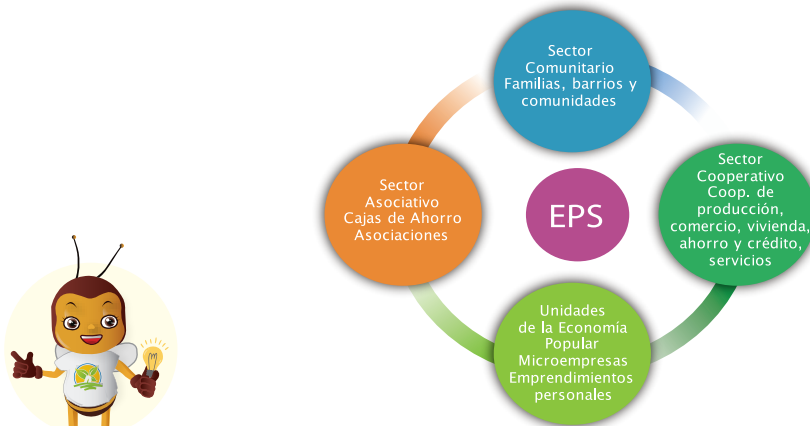 Sector
Comunitario
Familias, barrios y
comunidades
Sector
Asociativo
Cajas de Ahorro
Asociaciones
EPS
Sector
Cooperativo
Coop. de
producción,
comercio, vivienda,
ahorro y crédito,
servicios
Unidades
de la Economía
Popular
Microempresas
Emprendimientos
personales